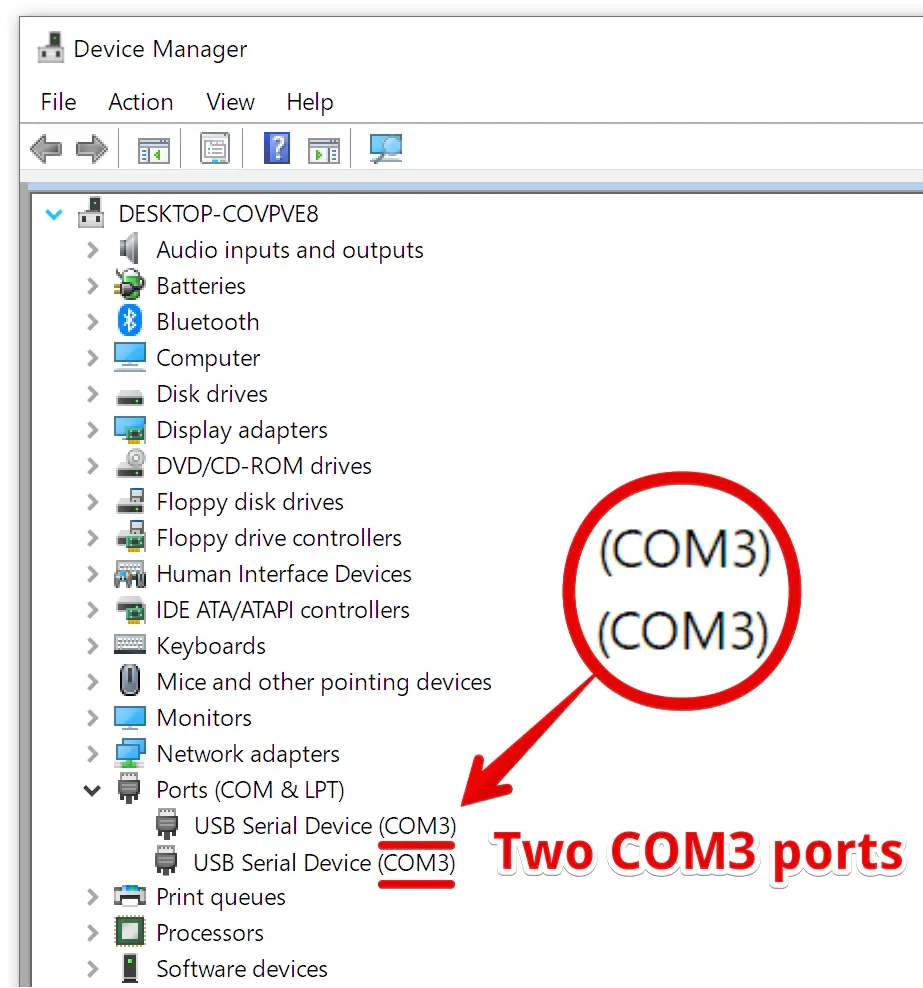 Device Manager
File Action View Help
DESKTOP-COVPVE8
Audio inputs and outputs
Batteries
Bluetooth
Computer
Disk drives
Display adapters
DVD/CD-ROM drives
Floppy disk drives
Floppy drive controllers
(COM3)
Human Interface Devices
IDE ATA/ATAPI controllers
(COM3)
Keyboards
Mice and other pointing devices
Monitors
Network adapters
Ports (COM & LPT)
USB Serial Device (COM3)
USB Serial Device (COM3)
Two COM3 ports
Print queues
Processors
Software devices